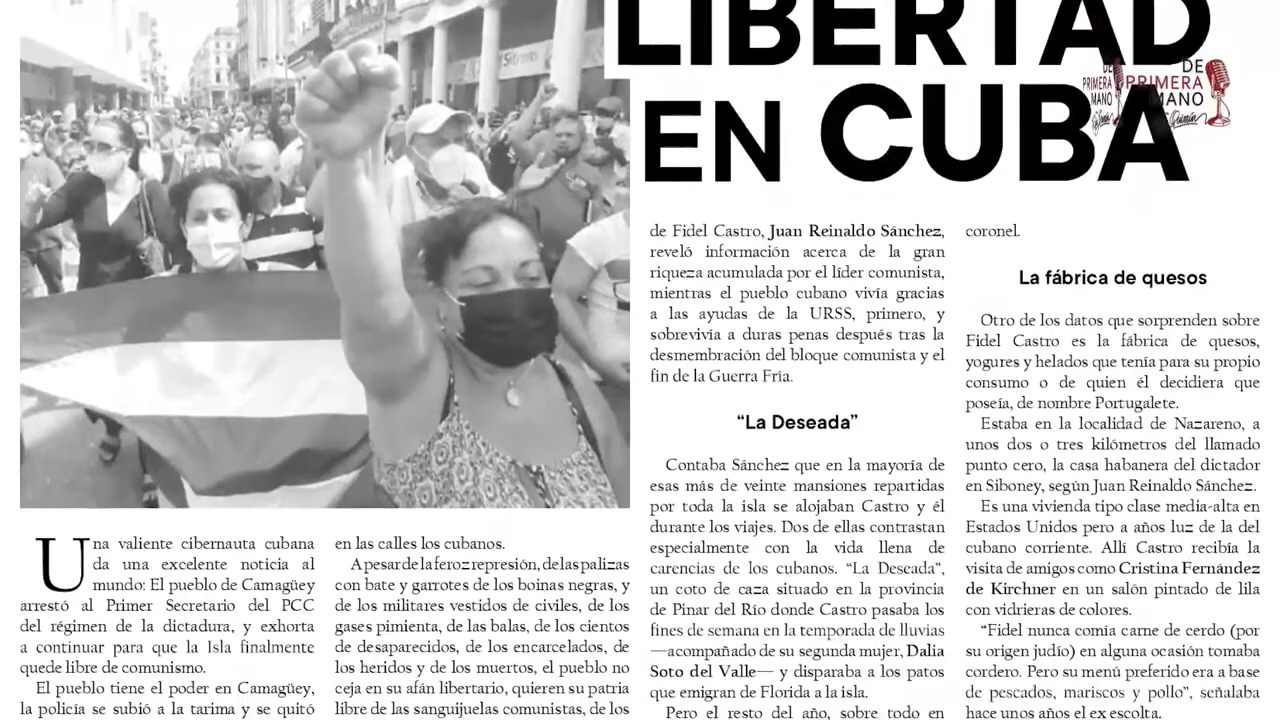 LIBERTAD
EN CUBA
DE
PRIMERA
MANO
DE
PRIMERA
MANO
Una valiente cibernauta cubana
da una excelente noticia al
mundo: El pueblo de Camagüey
arrestó al Primer Secretario del PCC
del régimen de la dictadura, y exhorta
a continuar para que la Isla finalmente
quede libre de comunismo.
El pueblo tiene el poder en Camagüey,
la policía se subió a la tarima y se quitó
en las calles los cubanos.
A pesar de la feroz represión, de las palizas
con bate y garrotes de los boinas negras, y
de los militares vestidos de civiles, de los
gases pimienta, de las balas, de los cientos
de desaparecidos, de los encarcelados, de
los heridos y de los muertos, el pueblo no
ceja en su afán libertario, quieren su patria
libre de las sanguijuelas comunistas, de los
de Fidel Castro, Juan Reinaldo Sánchez,
reveló información acerca de la gran
riqueza acumulada por el líder comunista,
mientras el pueblo cubano vivía gracias
a las ayudas de la URSS, primero, y
sobrevivía a duras penas después tras la
desmembración del bloque comunista y el
fin de la Guerra Fría.
“La Deseada”
Contaba Sánchez que en la mayoría de
esas más de veinte mansiones repartidas
por toda la isla se alojaban Castro y él
durante los viajes. Dos de ellas contrastan
especialmente con la vida llena de
carencias de los cubanos. “La Deseada”,
un coto de caza situado en la provincia
de Pinar del Río donde Castro pasaba los
fines de semana en la temporada de lluvias
—acompañado de su segunda mujer, Dalia
Soto del Valle— y disparaba a los patos
que emigran de Florida a la isla.
Pero el resto del año, sobre todo en
coronel.
La fábrica de quesos
Otro de los datos que sorprenden sobre
Fidel Castro es la fábrica de quesos,
yogures y helados que tenía para su propio
consumo o de quien él decidiera que
poseía, de nombre Portugalete.
Estaba en la localidad de Nazareno, a
unos dos o tres kilómetros del llamado
punto cero, la casa habanera del dictador
en Siboney, según Juan Reinaldo Sánchez.
Es una vivienda tipo clase media-alta en
Estados Unidos pero a años luz de la del
cubano corriente. Allí Castro recibía la
visita de amigos como Cristina Fernández
de Kirchner en un salón pintado de lila
con vidrieras de colores.
“Fidel nunca comía carne de cerdo (por
su origen judío) en alguna ocasión tomaba
cordero. Pero su menú preferido era a base
de pescados, mariscos y pollo”, señalaba
hace unos años el ex escolta.